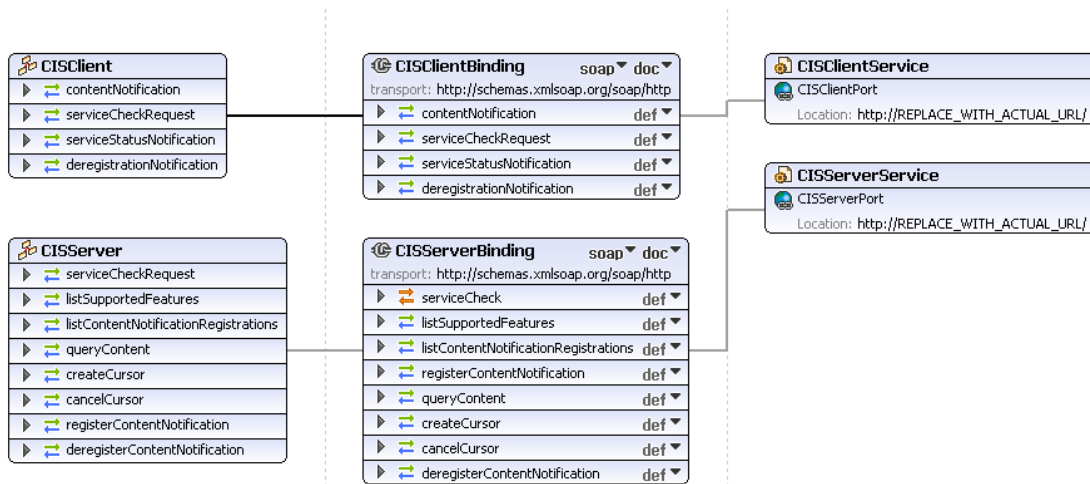 CISClient
contentNotification
serviceCheckRequest
serviceStatusNotification
deregistrationNotification
CISServer
serviceCheckRequest
listSupportedFeatures
listContentNotificationRegistrations
queryContent
createCursor
cancelCursor
registerContentNotification
deregisterContentNotification
CISClientBinding soap doc
transport: http://schemas.xmlsoap.org/soap/http
contentNotification def
serviceCheckRequest def
serviceStatusNotification def
deregistrationNotification def
CISServerBinding soap doc
transport: http://schemas.xmlsoap.org/soap/http
serviceCheck def
listSupportedFeatures def
listContentNotificationRegistrations def
registerContentNotification def
queryContent def
createCursor def
cancelCursor def
deregisterContentNotification def
CISClientService
CISClientPort
Location: http://REPLACE_WITH_ACTUAL_URL/
CISServerService
CISServerPort
Location: http://REPLACE_WITH_ACTUAL_URL/